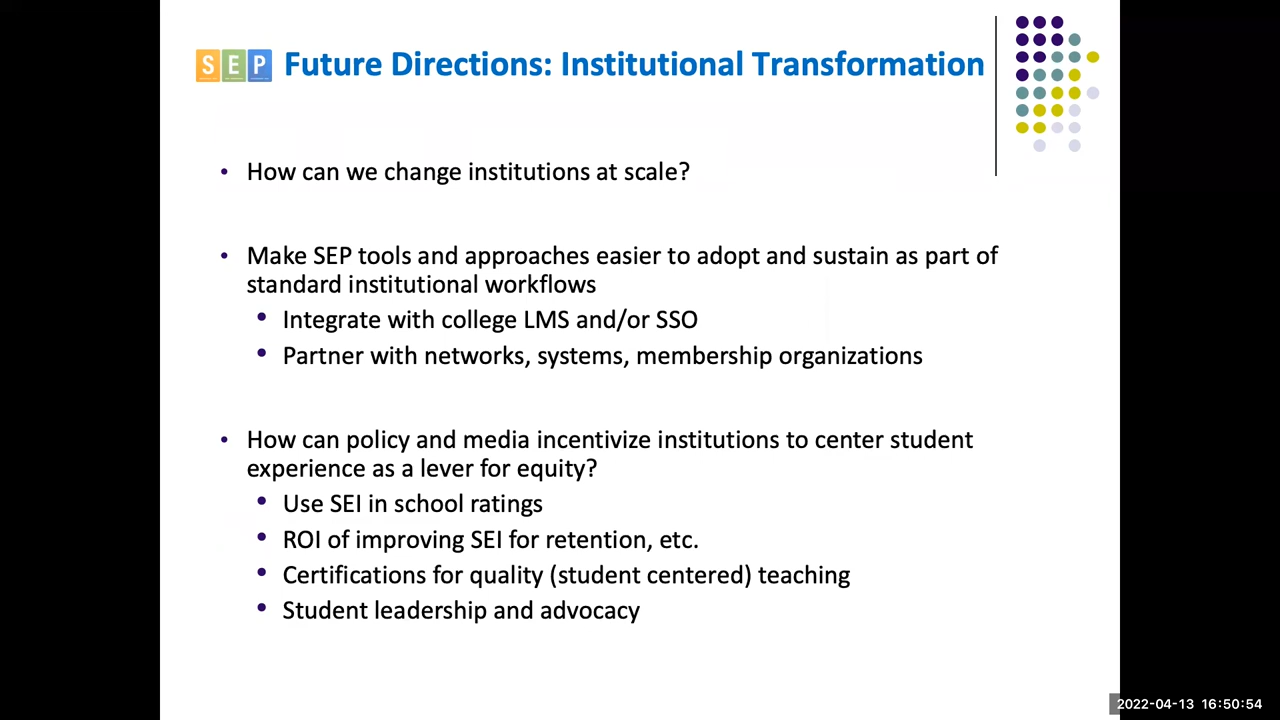 SEP Future Directions: Institutional Transformation
• How can we change institutions at scale?
• Make SEP tools and approaches easier to adopt and sustain as part of
standard institutional workflows
• Integrate with college LMS and/or SSO
• Partner with networks, systems, membership organizations
• How can policy and media incentivize institutions to center student
experience as a lever for equity?
• Use SEI in school ratings
• ROI of improving SEI for retention, etc.
• Certifications for quality (student centered) teaching
• Student leadership and advocacy
2022-04-13 16:50:54